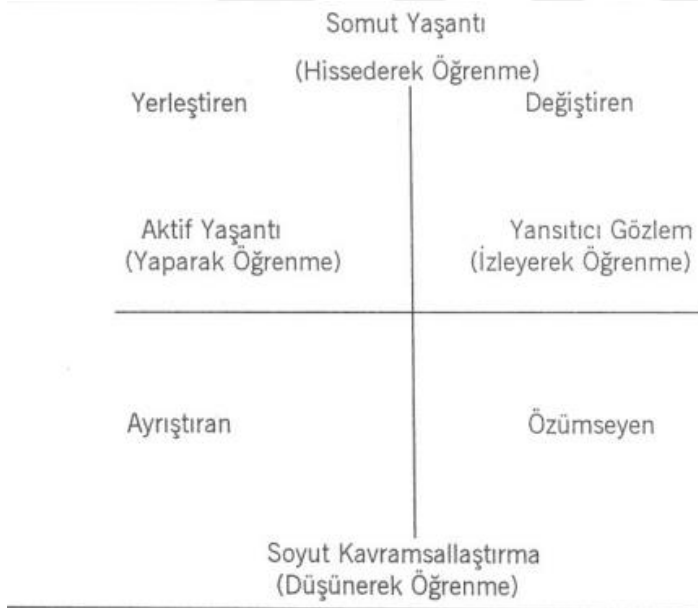 Somut Yaşantı
(Hissederek Öğrenme)
Yerleştiren
Değiştiren
Aktif Yaşantı
(Yaparak Öğrenme)
Yansıtıcı Gözlem
(İzleyerek Öğrenme)
Ayrıştıran
Özümseyen
Soyut Kavramsallaştırma
(Düşünerek Öğrenme)